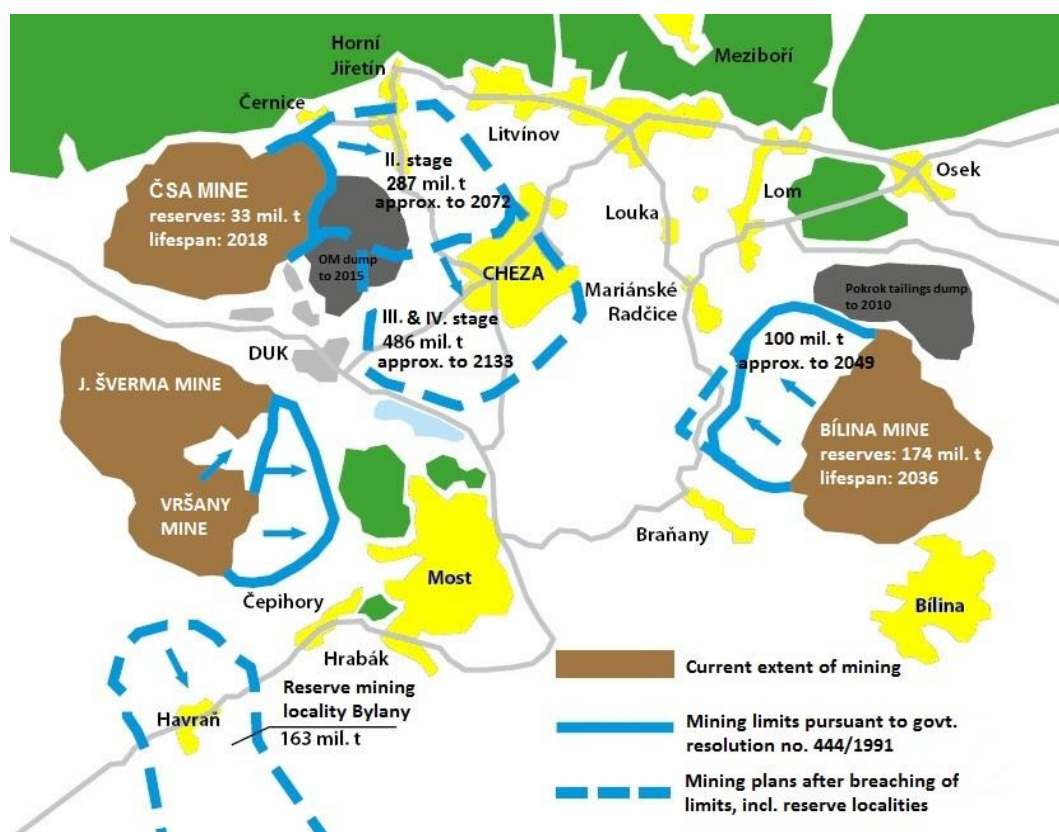 Horní
Jiřetín
Meziboří
Černice
Litvínov
II. stage
287 mil. t
approx. to 2072
Osek
Lom
ČSA MINE
reserves: 33 mil. t
lifespan: 2018
Louka
OM dump
to 2015
CHEZA
Mariánské
Radčice
Pokrok tailings dump
to 2010
III. & IV. stage
486 mil. t
approx. to 2133
100 mil. t
approx. to 2049
DUK
J. ŠVERMA MINE
BÍLINA MINE
reserves: 174 mil. t
lifespan: 2036
VRŠANY
MINE
Braňany
Most
Čepihory
Bílina
Hrabák
Current extent of mining
Reserve mining
locality Bylany
163 mil. t
Havraň
Mining limits pursuant to govt.
resolution no. 444/1991
Mining plans after breaching of
limits, incl. reserve localities